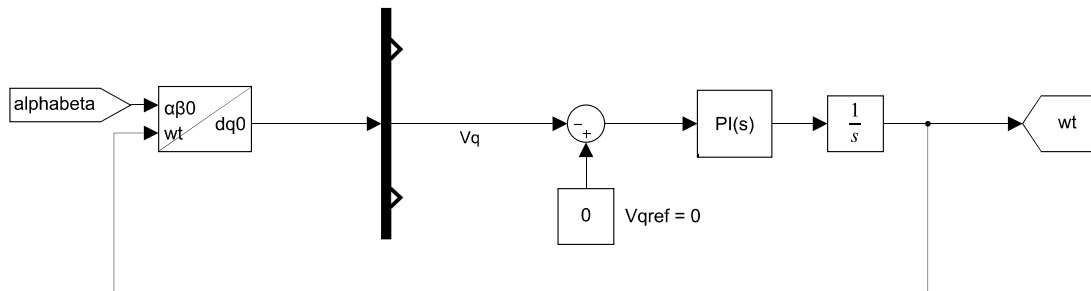 alphabeta
αβ0
wt
dq0
Vq
−
+
0
Vqref = 0
PI(s)
1
s
wt